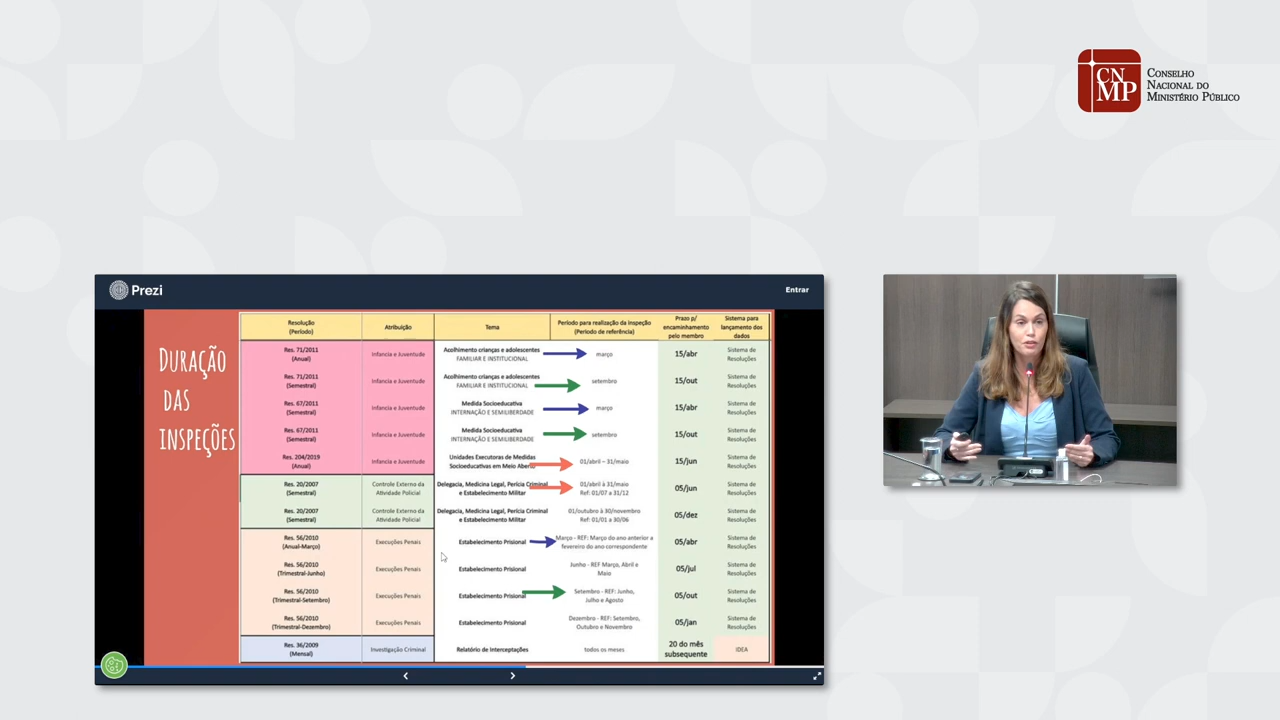 CN
MP
CONSELHO
NACIONAL DO
MINISTÉRIO PÚBLICO
Prezi
Entrar
DURAÇÃO
DAS
INSPEÇÕES
Resolução
(Período)
Atribuição
Tema
Período para realização da inspeção
(Período de referência)
Prazo p/
encaminhamento
pelo membro
Sistema para
lançamento dos
dados
Res. 71/2011
(Anual)
Infancia e Juventude
Acolhimento crianças e adolescentes
FAMILIAR E INSTITUCIONAL
março
15/abr
Sistema de
Resoluções
Res. 71/2011
(Semestral)
Infancia e Juventude
Acolhimento crianças e adolescentes
FAMILIAR E INSTITUCIONAL
setembro
15/out
Sistema de
Resoluções
Res. 67/2011
(Semestral)
Infancia e Juventude
Medida Socioeducativa
INTERNAÇÃO E SEMILIBERDADE
março
15/abr
Sistema de
Resoluções
Res. 67/2011
(Semestral)
Infancia e Juventude
Medida Socioeducativa
INTERNAÇÃO E SEMILIBERDADE
setembro
15/out
Sistema de
Resoluções
Res. 204/2019
(Anual)
Infancia e Juventude
Unidades Executoras de Medidas
Socioeducativas em Meio Aberto
01/abril – 31/maio
15/jun
Sistema de
Resoluções
Res. 20/2007
(Semestral)
Controle Externo da
Atividade Policial
Delegacia, Medicina Legal, Perícia Criminal
e Estabelecimento Militar
01/abril à 31/maio
Ref: 01/07 a 31/12
05/jun
Sistema de
Resoluções
Res. 20/2007
(Semestral)
Controle Externo da
Atividade Policial
Delegacia, Medicina Legal, Perícia Criminal
e Estabelecimento Militar
01/outubro à 30/novembro
Ref: 01/01 a 30/06
05/dez
Sistema de
Resoluções
Res. 56/2010
(Anual-Março)
Execuções Penais
Estabelecimento Prisional
Março - REF: Março do ano anterior a
fevereiro do ano correspondente
05/abr
Sistema de
Resoluções
Res. 56/2010
(Trimestral-Junho)
Execuções Penais
Estabelecimento Prisional
Junho - REF Março, Abril e
Maio
05/jul
Sistema de
Resoluções
Res. 56/2010
(Trimestral-Setembro)
Execuções Penais
Estabelecimento Prisional
Setembro - REF: Junho,
Julho e Agosto
05/out
Sistema de
Resoluções
Res. 56/2010
(Trimestral-Dezembro)
Execuções Penais
Estabelecimento Prisional
Dezembro - REF: Setembro,
Outubro e Novembro
05/jan
Sistema de
Resoluções
Res. 36/2009
(Mensal)
Investigação Criminal
Relatório de Interceptações
todos os meses
20 do mês
subsequente
IDEA